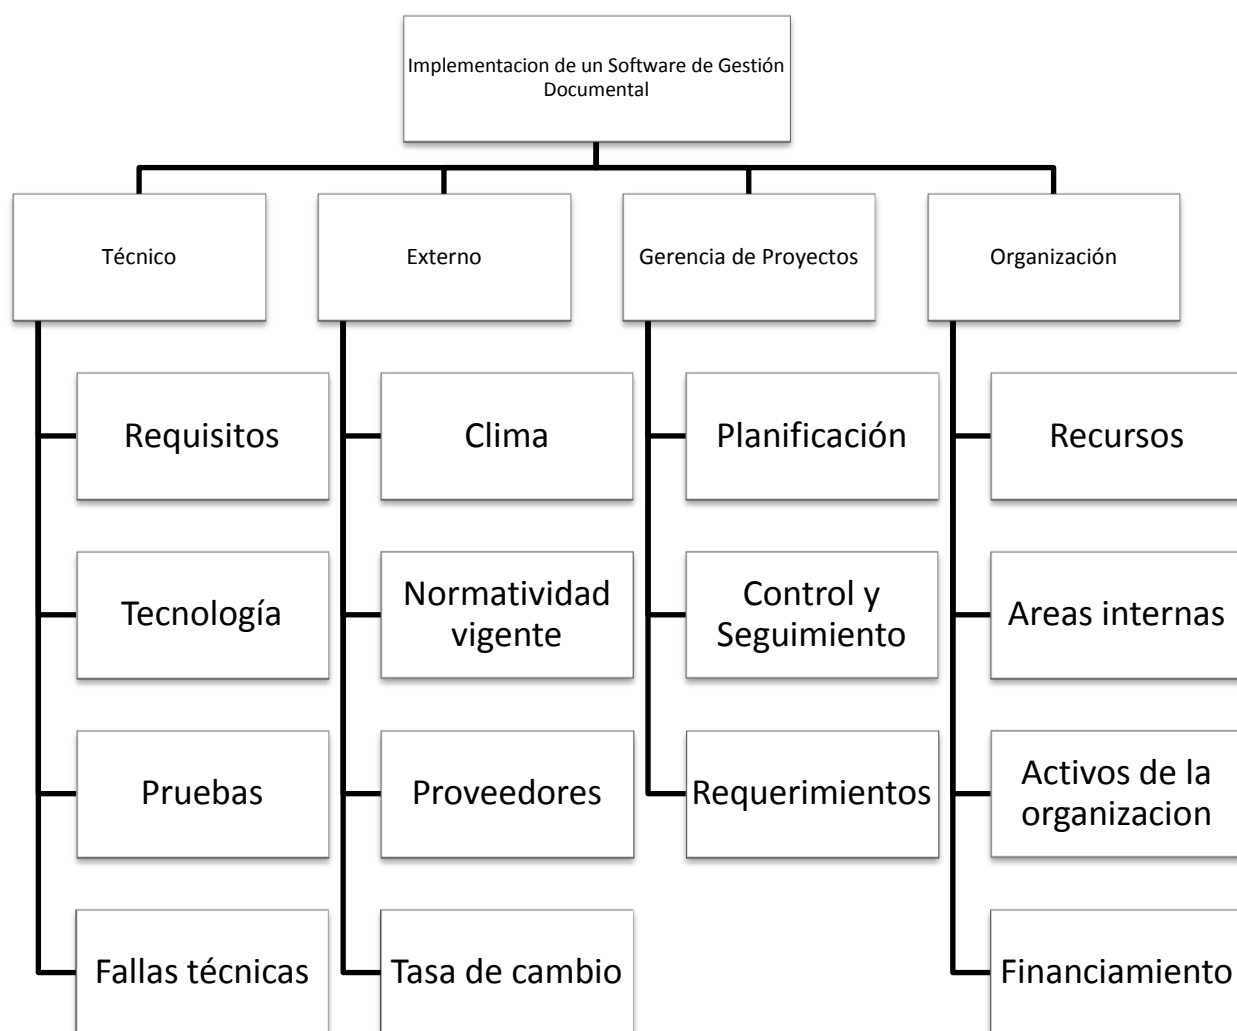 Implementacion de un Software de Gestión
Documental
Técnico
Externo
Gerencia de Proyectos
Organización
Requisitos
Clima
Planificación
Recursos
Tecnología
Normatividad
vigente
Control y
Seguimiento
Areas internas
Pruebas
Proveedores
Requerimientos
Activos de la
organizacion
Fallas técnicas
Tasa de cambio
Financiamiento